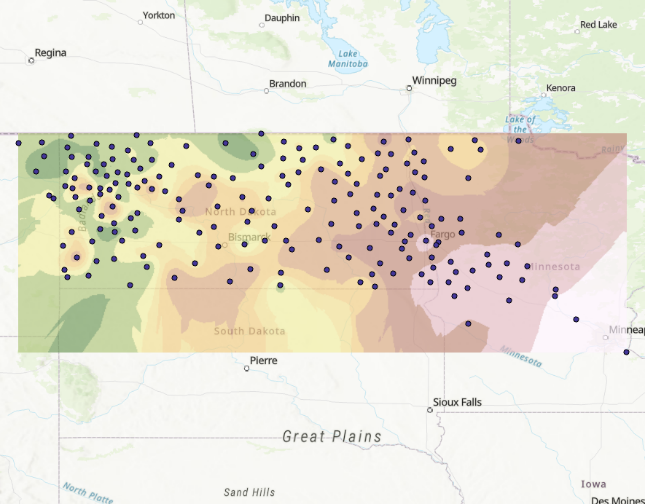 Yorkton
Dauphin
Red Lake
Regina
Lake
Manitoba
Brandon
Winnipeg
Kenora
Lake of
the
Woods
North Dakota
Bismarck
Fargo
Minnesota
South Dakota
Minneap
Minnesota
Pierre
Sioux Falls
Great Plains
North Platte
Sand Hills
Iowa
Des Moines